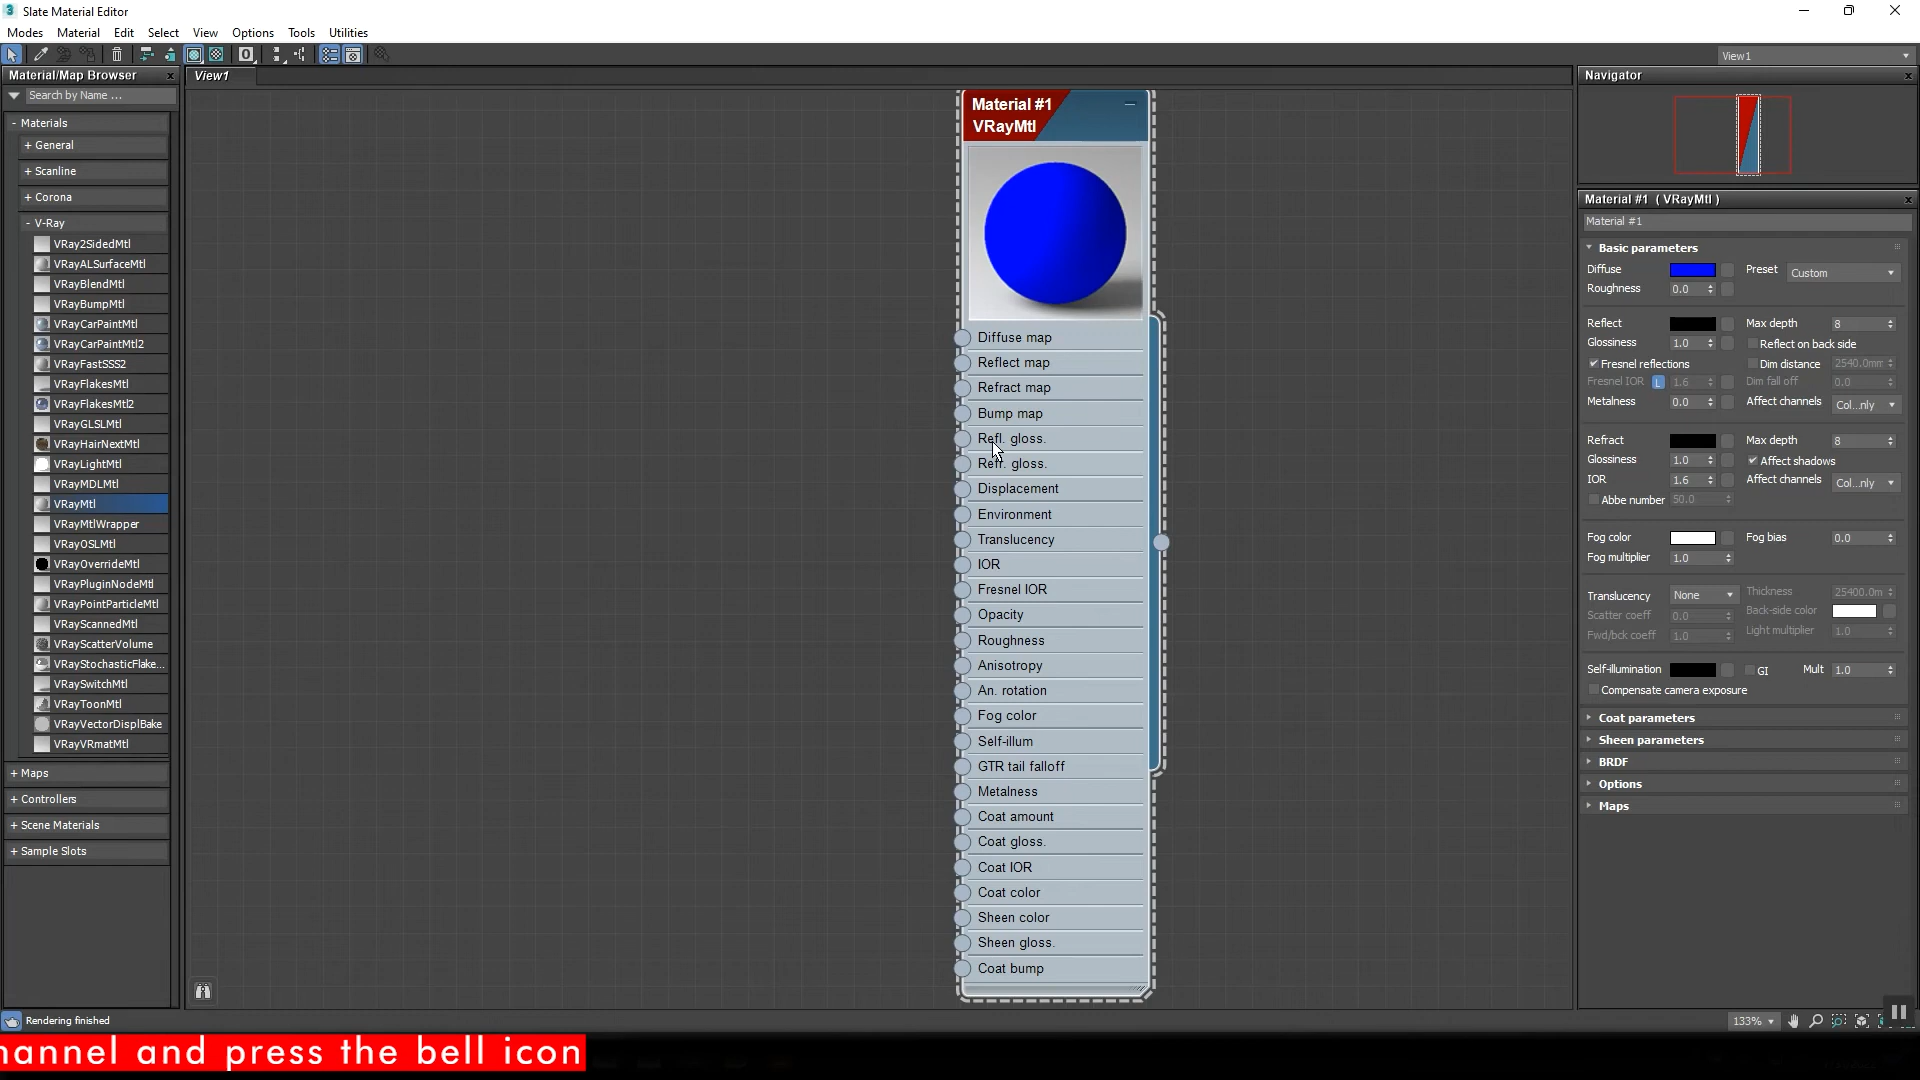 Slate Material Editor
Modes Material Edit Select View Options Tools Utilities
View1
Material/Map Browser
Search by Name ...
- Materials
+ General
+ Scanline
+ Corona
- V-Ray
VRay2SidedMtl
VRayALSurfaceMtl
VRayBlendMtl
VRayBumpMtl
VRayCarPaintMtl
VRayCarPaintMtl2
VRayFastSSS2
VRayFlakesMtl
VRayFlakesMtl2
VRayGLSLMtl
VRayHairNextMtl
VRayLightMtl
VRayMDLMtl
VRayMtl
VRayMtlWrapper
VRayOSLMtl
VRayOverrideMtl
VRayPluginNodeMtl
VRayPointParticleMtl
VRayScannedMtl
VRayScatterVolume
VRayStochasticFlake...
VRaySwitchMtl
VRayToonMtl
VRayVectorDisplBake
VRayVRmatMtl
+ Maps
+ Controllers
+ Scene Materials
+ Sample Slots
View1
Material #1
VRayMtl
Diffuse map
Reflect map
Refract map
Bump map
Refl. gloss.
Refr. gloss.
Displacement
Environment
Translucency
IOR
Fresnel IOR
Opacity
Roughness
Anisotropy
An. rotation
Fog color
Self-illum
GTR tail falloff
Metalness
Coat amount
Coat gloss.
Coat IOR
Coat color
Sheen color
Sheen gloss.
Coat bump
Navigator
Material #1 ( VRayMtl )
Material #1
Basic parameters
Diffuse Preset Custom
Roughness 0.0
Reflect Max depth 8
Glossiness 1.0 Reflect on back side
Fresnel reflections Dim distance 2540.0mm
Fresnel IOR L 1.6 Dim fall off 0.0
Metalness 0.0 Affect channels Col...nly
Refract Max depth 8
Glossiness 1.0 Affect shadows
IOR 1.6 Affect channels Col...nly
Abbe number 50.0
Fog color Fog bias 0.0
Fog multiplier 1.0
Translucency None Thickness 25400.0m
Scatter coeff 0.0 Back-side color
Fwd/bck coeff 1.0 Light multiplier 1.0
Self-illumination GI Mult 1.0
Compensate camera exposure
Coat parameters
Sheen parameters
BRDF
Options
Maps
Rendering finished
133%
hannel and press the bell icon